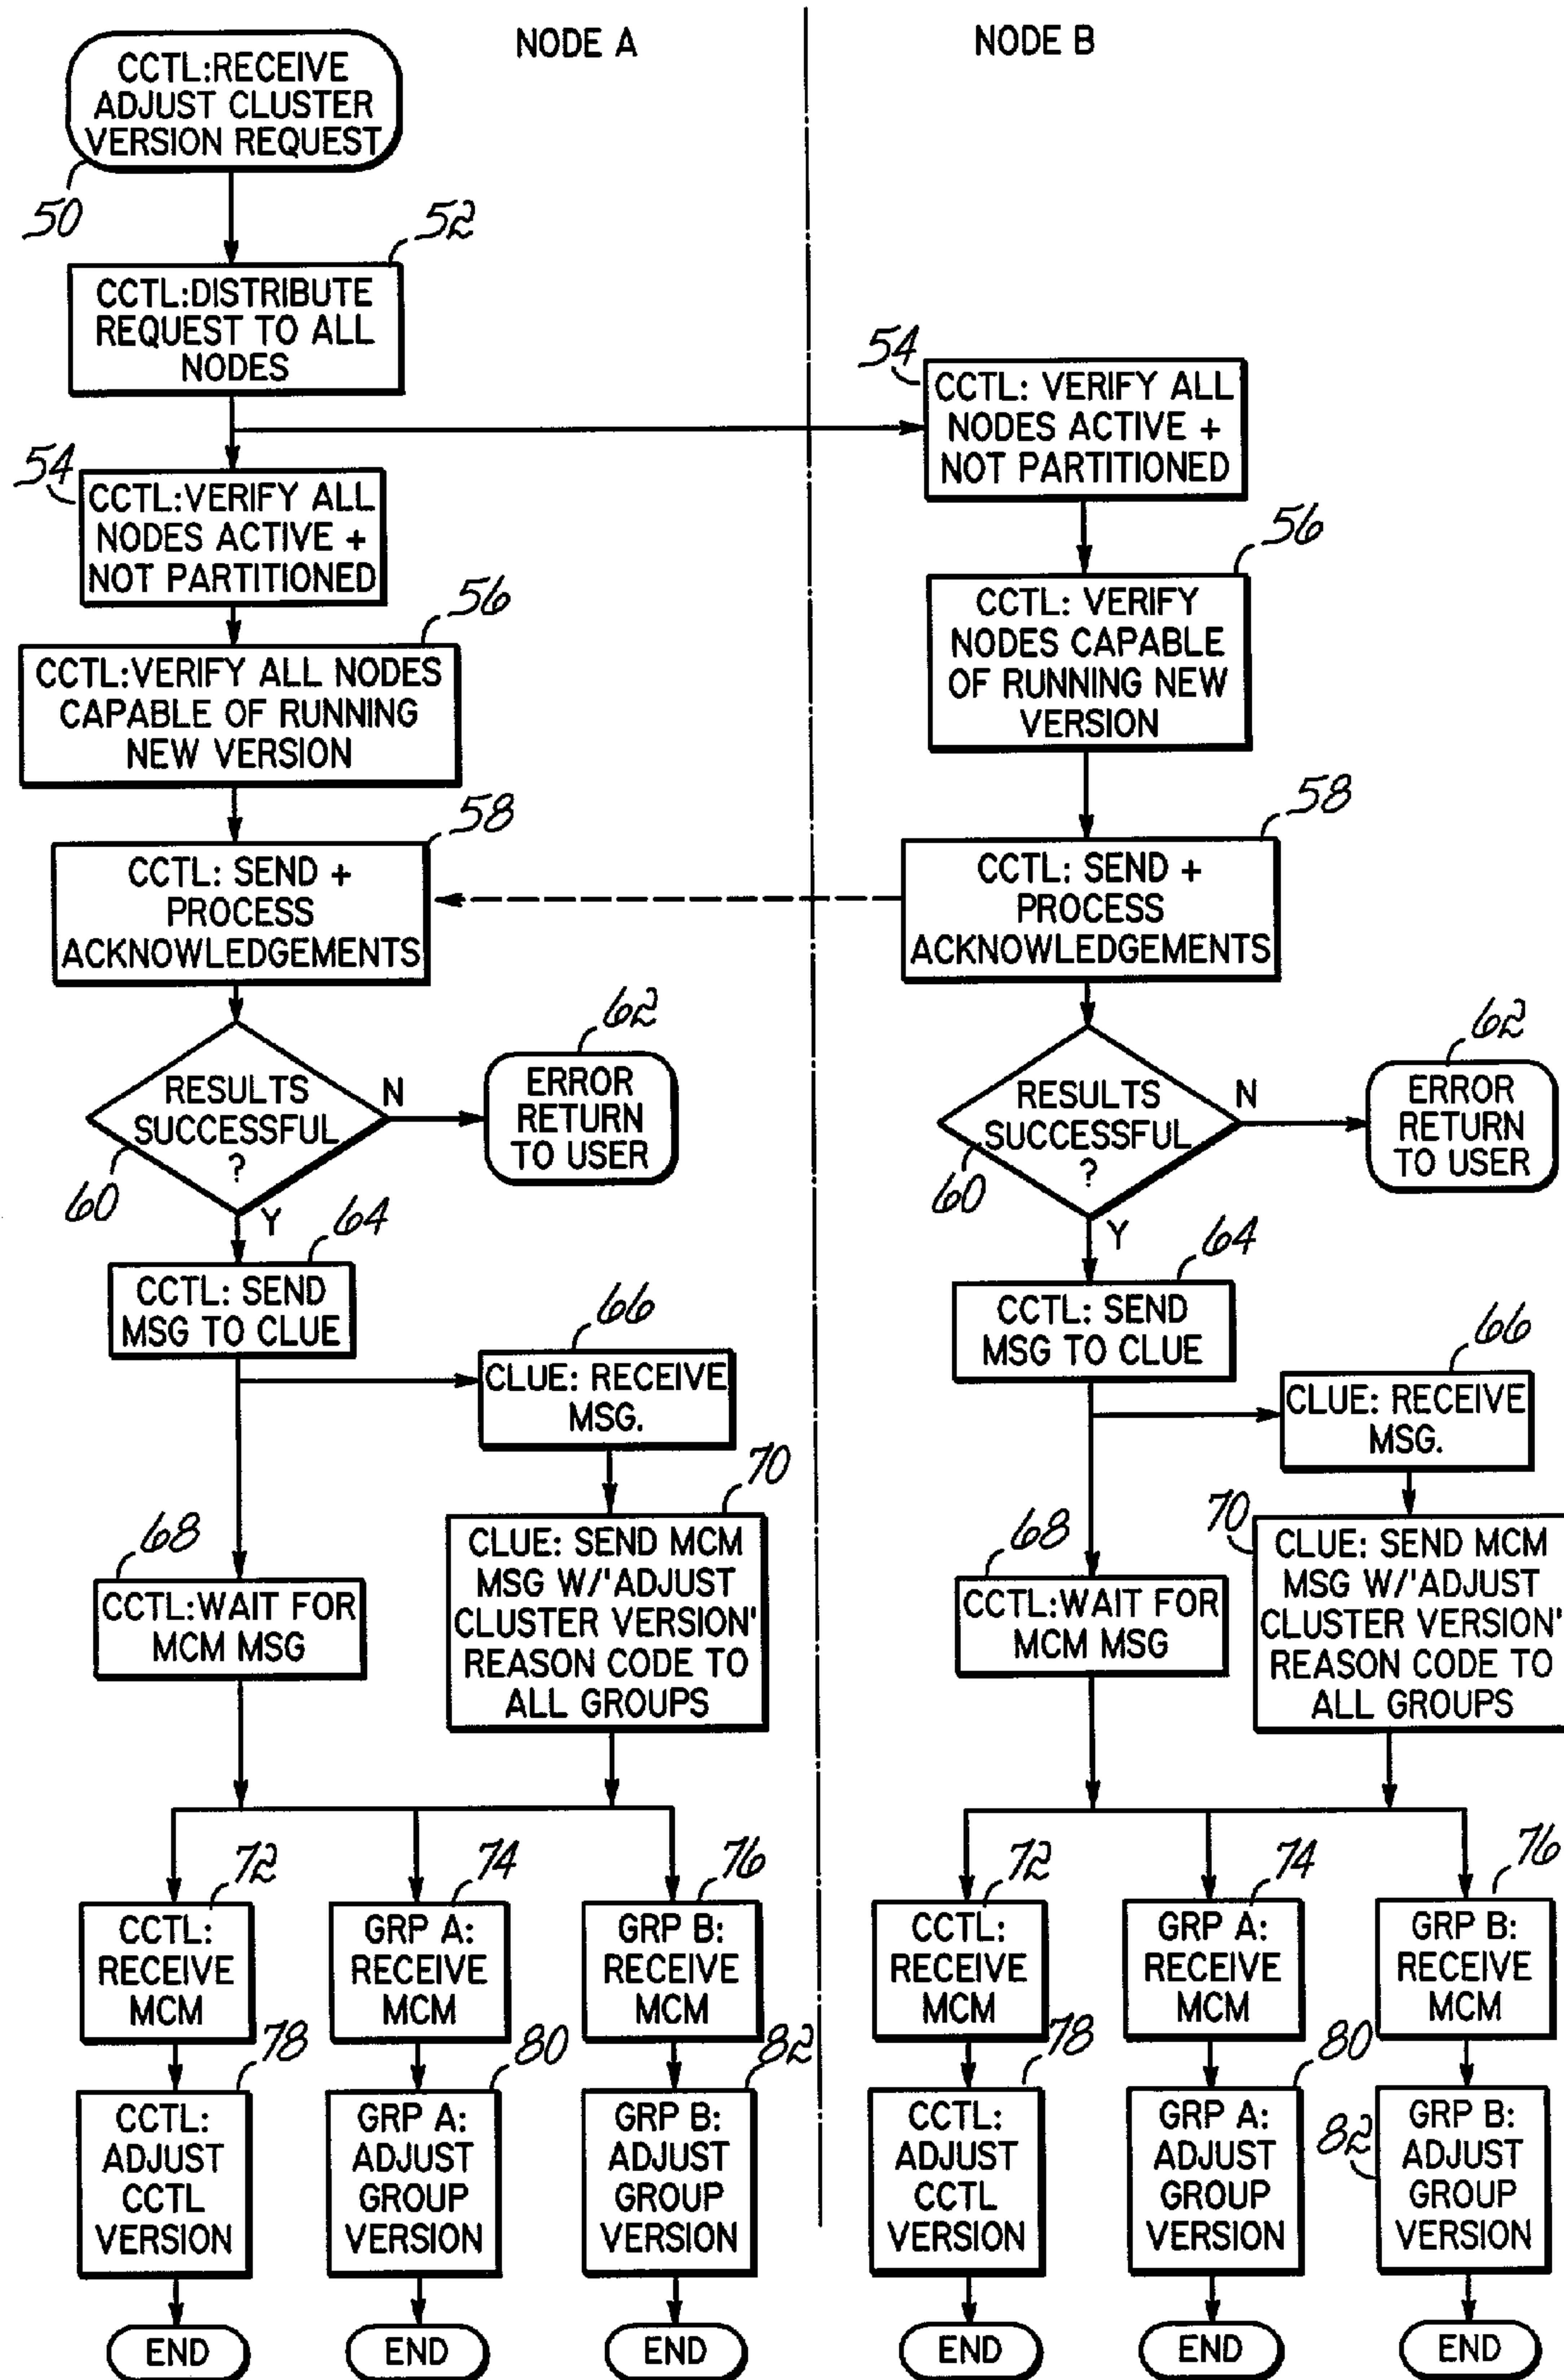 NODE A
NODE B
CCTL:RECEIVE
ADJUST CLUSTER
VERSION REQUEST
50
52
CCTL:DISTRIBUTE
REQUEST TO ALL
NODES
54
CCTL:VERIFY ALL
NODES ACTIVE +
NOT PARTITIONED
56
CCTL:VERIFY ALL NODES
CAPABLE OF RUNNING
NEW VERSION
58
CCTL: SEND +
PROCESS
ACKNOWLEDGEMENTS
RESULTS
SUCCESSFUL
?
60
N
62
ERROR
RETURN
TO USER
Y
64
CCTL: SEND
MSG TO CLUE
66
CLUE: RECEIVE
MSG.
68
CCTL:WAIT FOR
MCM MSG
70
CLUE: SEND MCM
MSG W/'ADJUST
CLUSTER VERSION'
REASON CODE TO
ALL GROUPS
72
CCTL:
RECEIVE
MCM
74
GRP A:
RECEIVE
MCM
76
GRP B:
RECEIVE
MCM
78
CCTL:
ADJUST
CCTL
VERSION
80
GRP A:
ADJUST
GROUP
VERSION
82
GRP B:
ADJUST
GROUP
VERSION
END
END
END
54
CCTL: VERIFY ALL
NODES ACTIVE +
NOT PARTITIONED
56
CCTL: VERIFY
NODES CAPABLE
OF RUNNING NEW
VERSION
58
CCTL: SEND +
PROCESS
ACKNOWLEDGEMENTS
RESULTS
SUCCESSFUL
?
60
N
62
ERROR
RETURN
TO USER
Y
64
CCTL: SEND
MSG TO CLUE
66
CLUE: RECEIVE
MSG.
68
CCTL:WAIT FOR
MCM MSG
70
CLUE: SEND MCM
MSG W/'ADJUST
CLUSTER VERSION'
REASON CODE TO
ALL GROUPS
72
CCTL:
RECEIVE
MCM
74
GRP A:
RECEIVE
MCM
76
GRP B:
RECEIVE
MCM
78
CCTL:
ADJUST
CCTL
VERSION
80
GRP A:
ADJUST
GROUP
VERSION
82
GRP B:
ADJUST
GROUP
VERSION
END
END
END